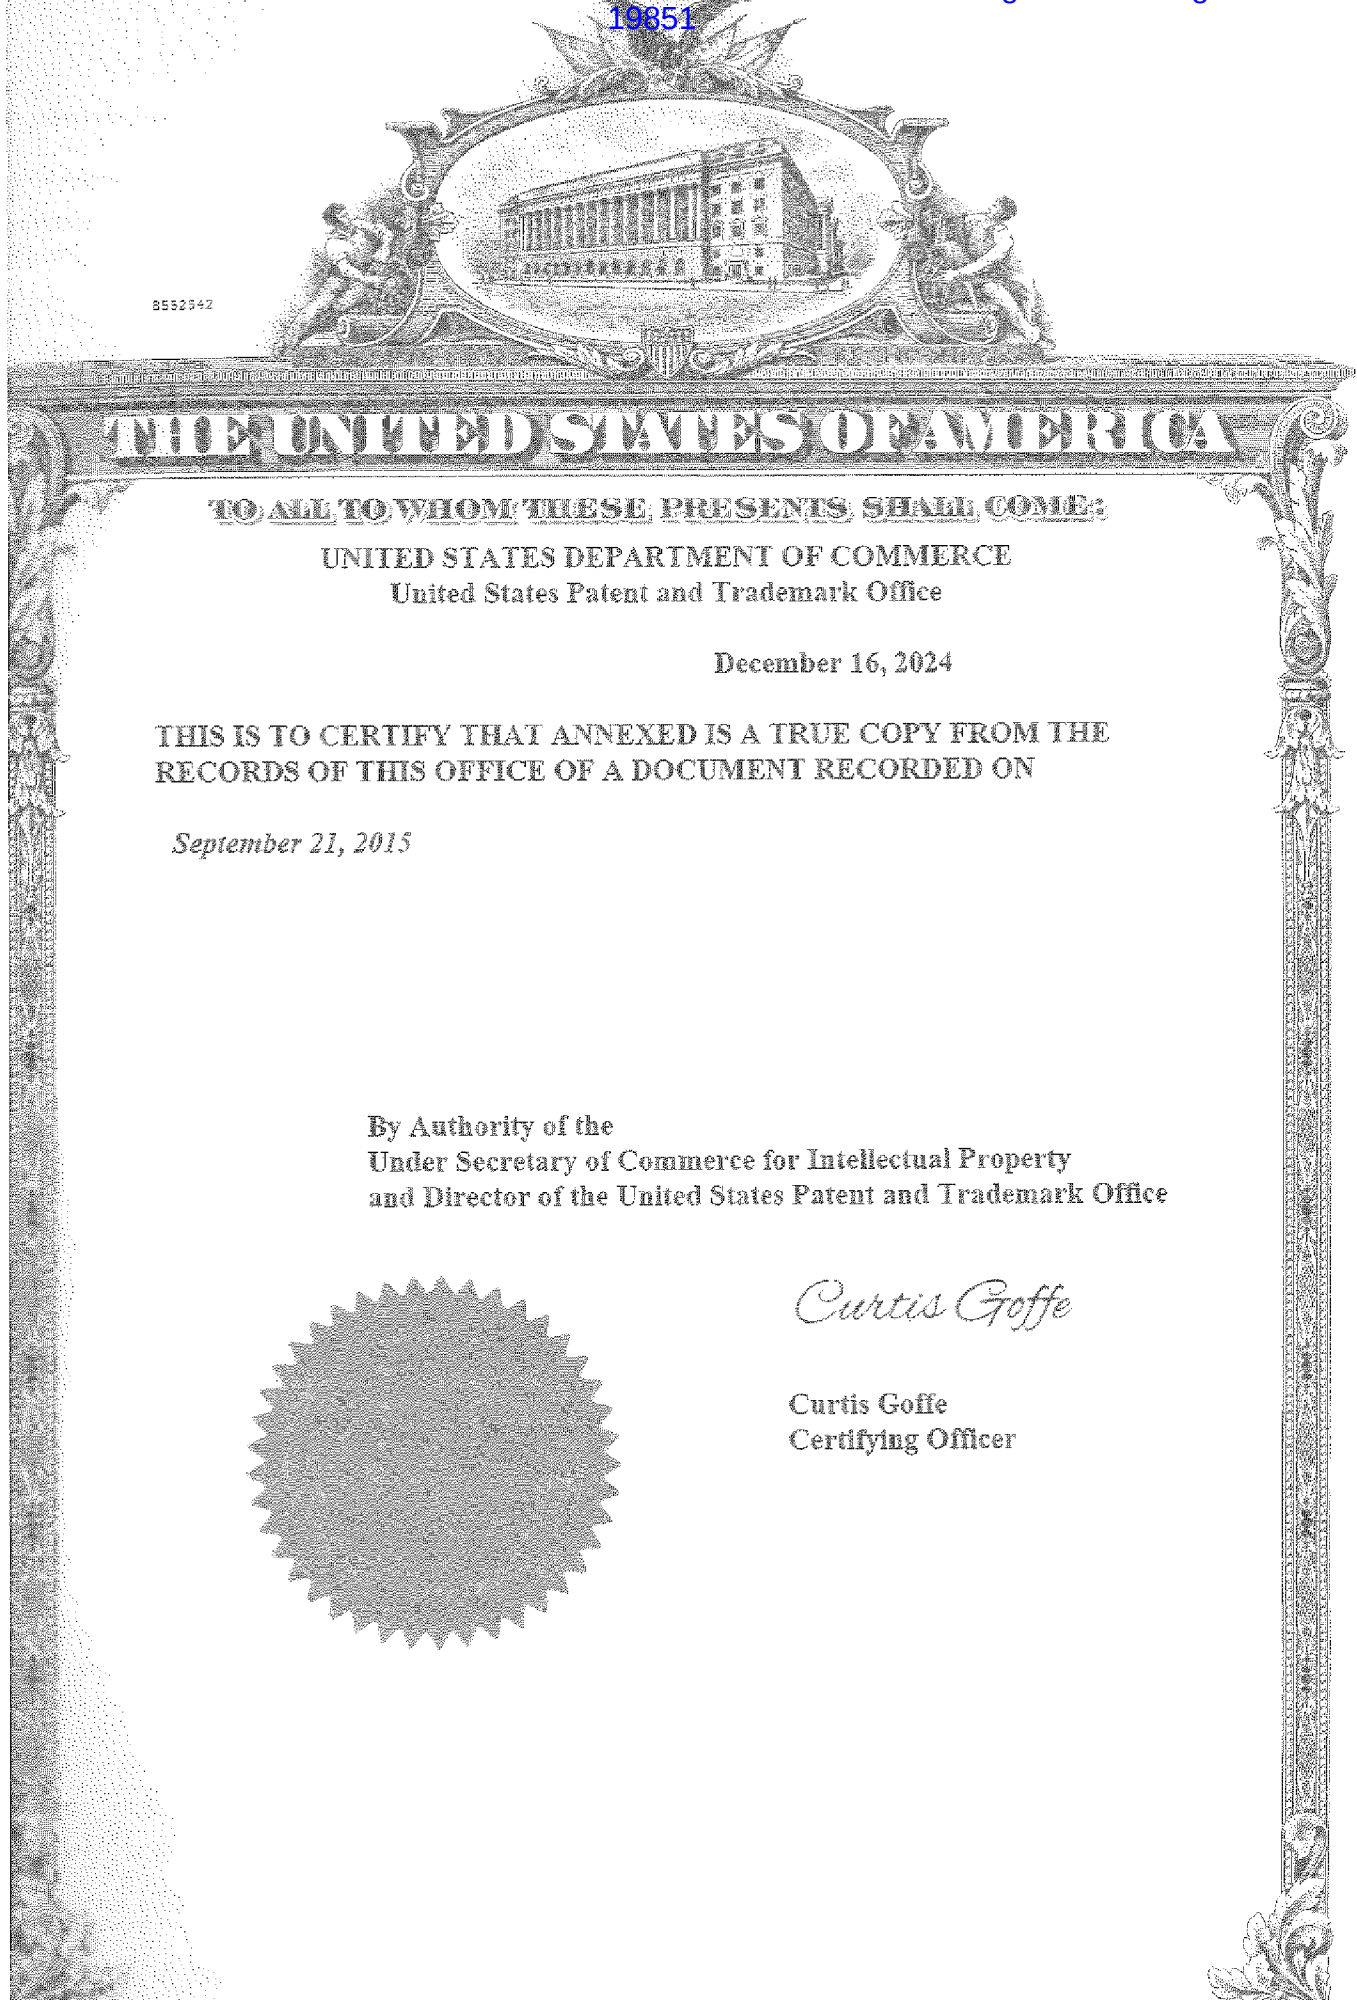 19851
8552542
THE UNITED STATES OF AMERICA
TO ALL TO WHOM THESE PRESENTS SHALL COME:
UNITED STATES DEPARTMENT OF COMMERCE
United States Patent and Trademark Office
December 16, 2024
THIS IS TO CERTIFY THAT ANNEXED IS A TRUE COPY FROM THE
RECORDS OF THIS OFFICE OF A DOCUMENT RECORDED ON
September 21, 2015
By Authority of the
Under Secretary of Commerce for Intellectual Property
and Director of the United States Patent and Trademark Office
Curtis Goffe
Curtis Goffe
Certifying Officer